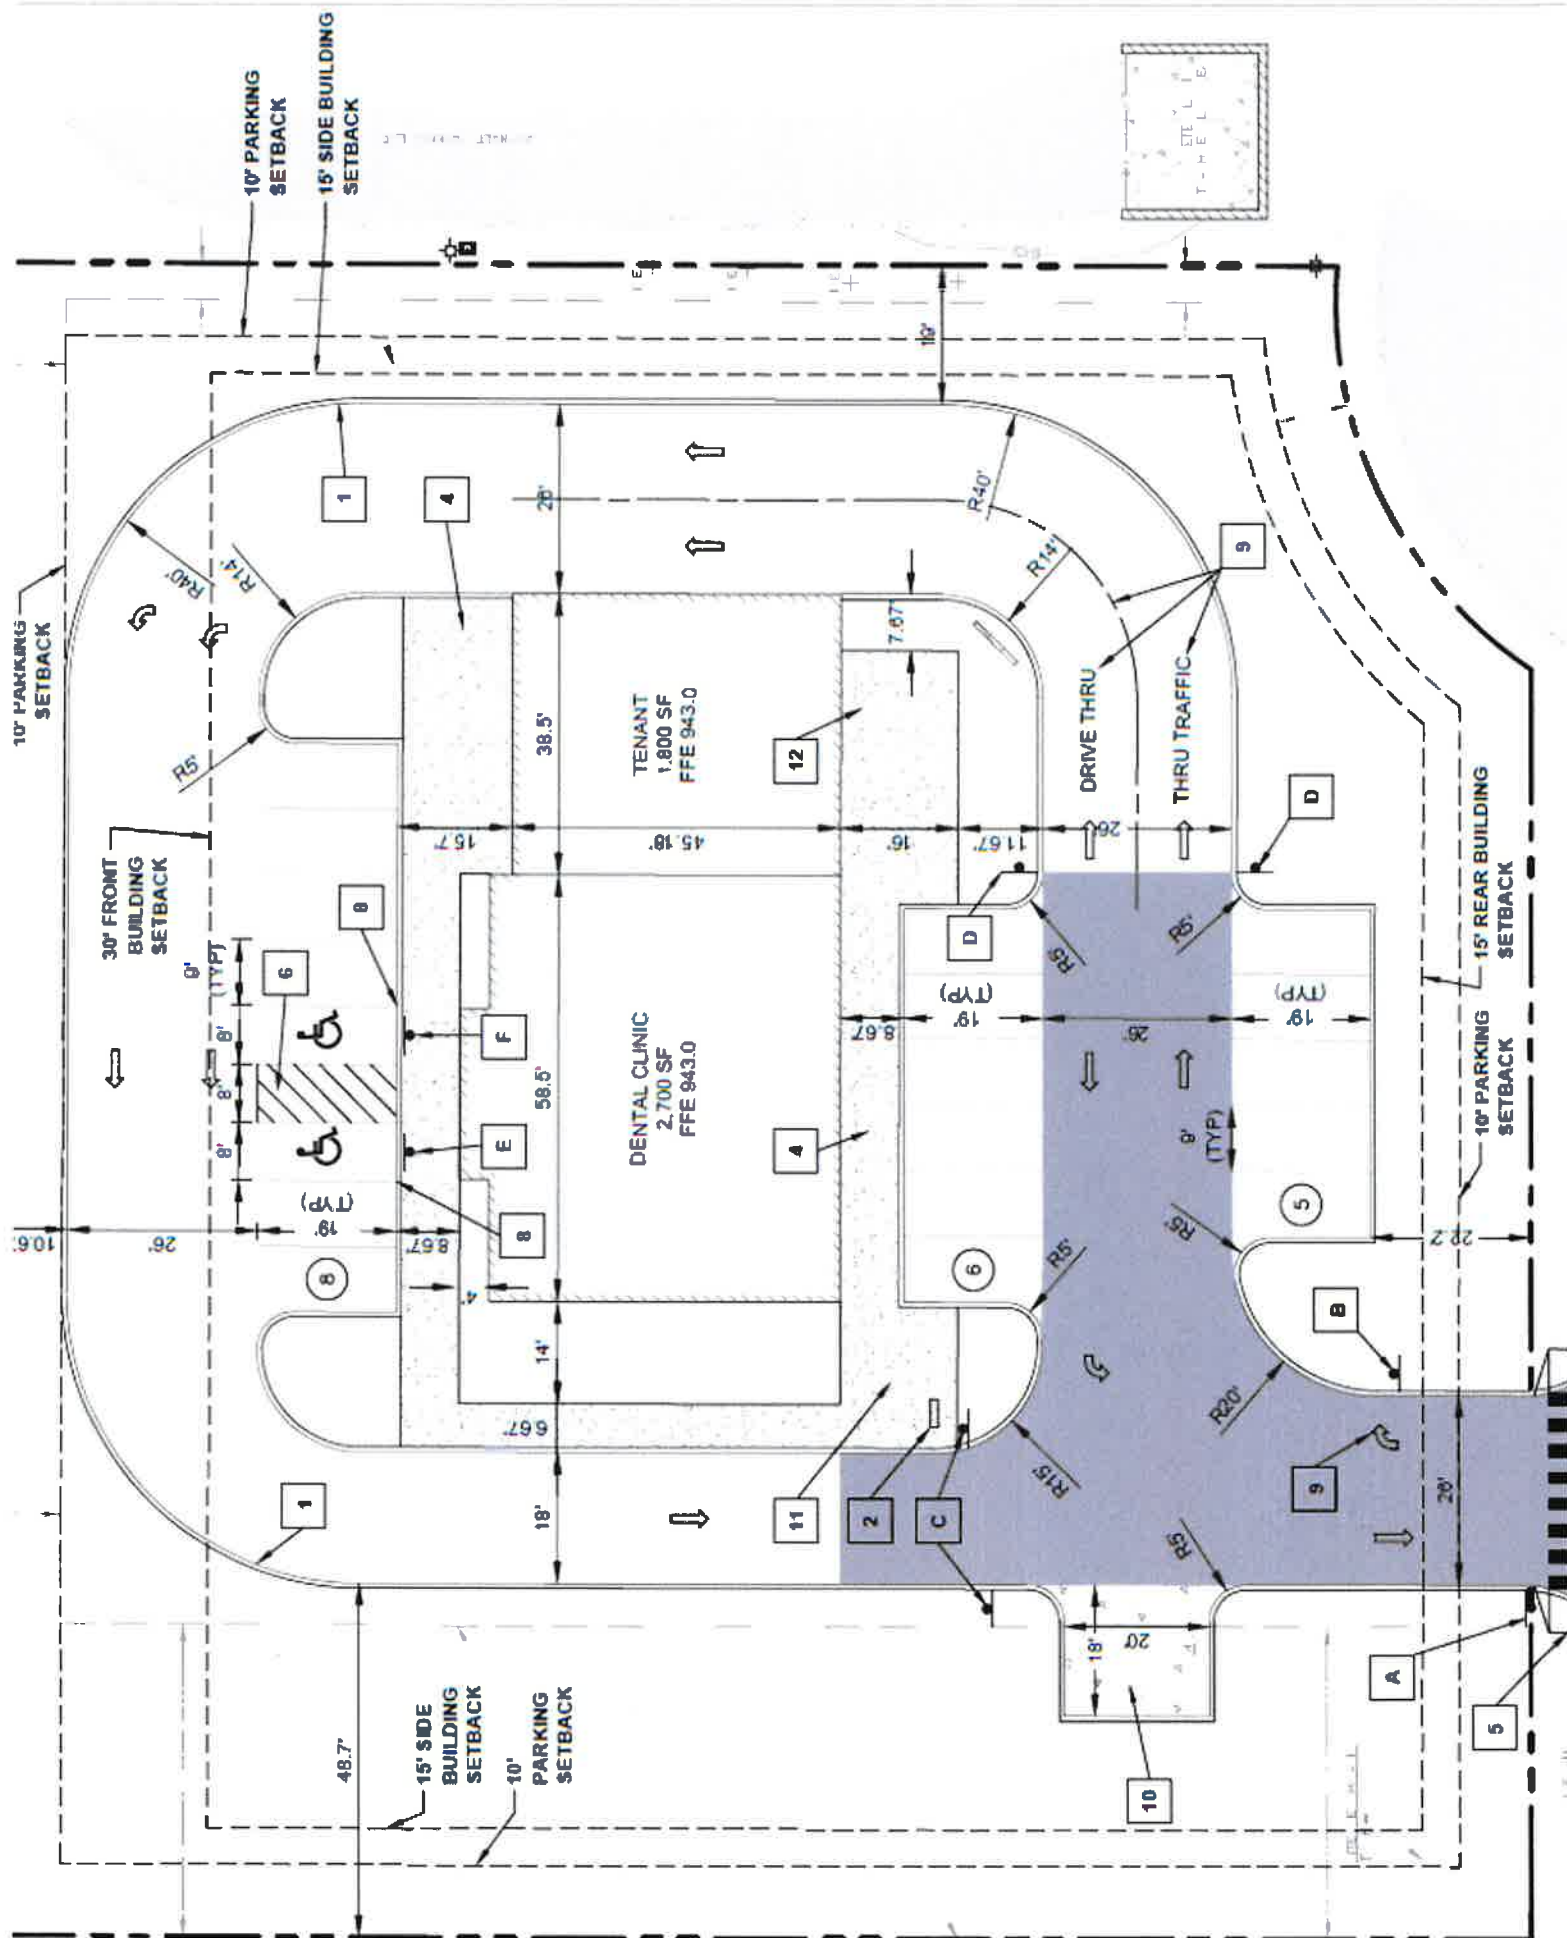 10' PARKING
SETBACK
15' SIDE BUILDING
SETBACK
10' PARKING
SETBACK
30' FRONT
BUILDING
SETBACK
1
4
R40'
R14'
R5'
26'
19'
R40'
R14'
9
7.67'
38.5'
TENANT
1,800 SF
FFE 943.0
12
DRIVE THRU
THRU TRAFFIC
15.7'
45.18'
16'
11.67'
26'
D
D
8
6
9'
(TYP)
8'
8'
8'
F
E
8
58.5'
DENTAL CLINIC
2,700 SF
FFE 943.0
4
8.67'
19'
(TYP)
26'
19'
(TYP)
R5'
R5'
9'
(TYP)
15' REAR BUILDING
SETBACK
10' PARKING
SETBACK
10.6'
26'
19'
(TYP)
8.67'
4'
8
6
5
R5'
R5'
22.2'
B
14'
6.67'
18'
1
11
2
C
R15'
R20'
R5'
9
26'
18'
20'
10
A
5
48.7'
15' SIDE
BUILDING
SETBACK
10'
PARKING
SETBACK